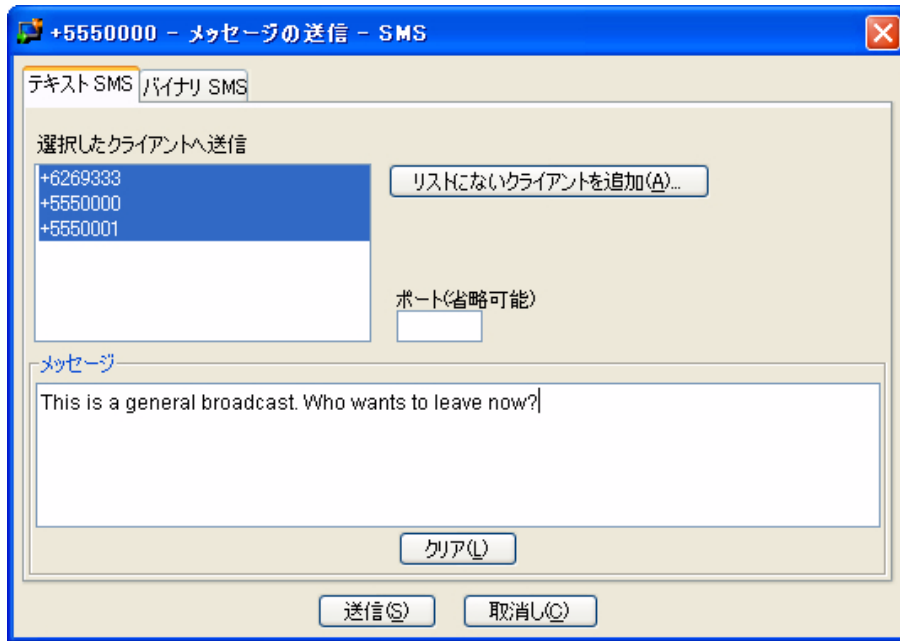 +5550000 - メッセージの送信 - SMS
テキスト SMS
バイナリ SMS
選択したクライアントへ送信
+6269333
+5550000
+5550001
リストにないクライアントを追加(A)...
ポート(省略可能)
メッセージ
This is a general broadcast. Who wants to leave now?
クリア(L)
送信(S)
取消し(C)